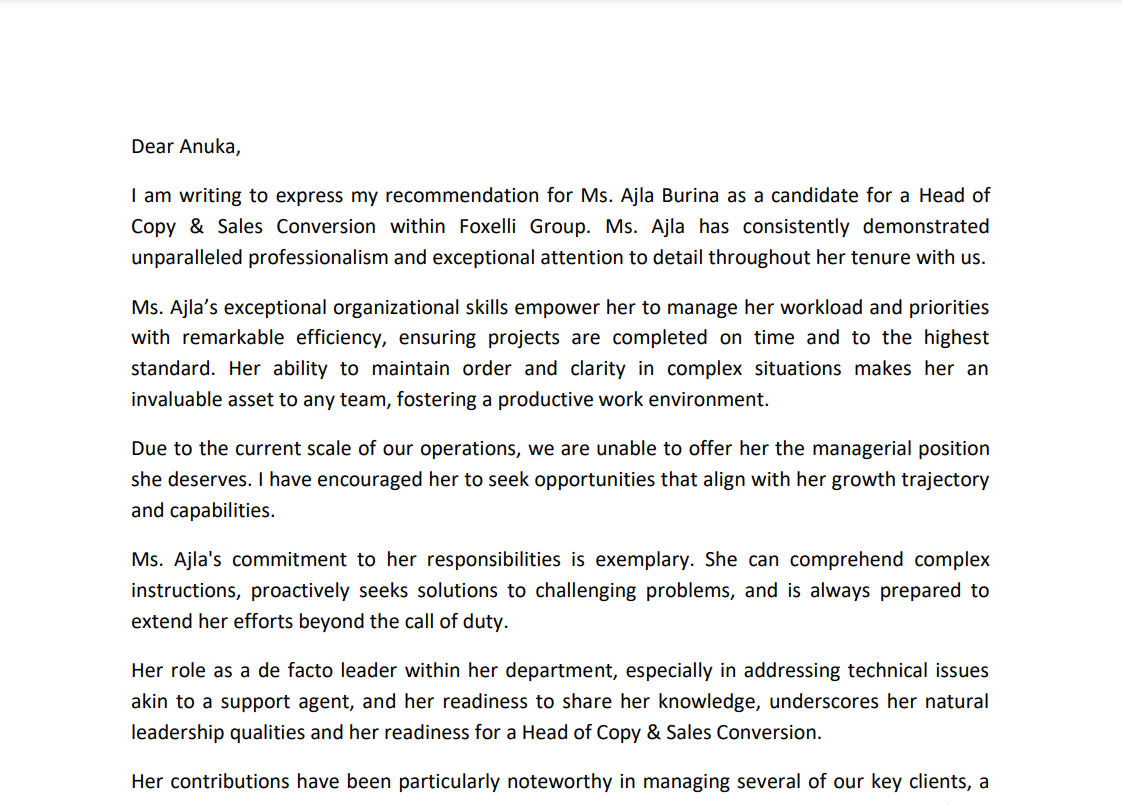 Dear Anuka,
I am writing to express my recommendation for Ms. Ajla Burina as a candidate for a Head of
Copy & Sales Conversion within Foxelli Group. Ms. Ajla has consistently demonstrated
unparalleled professionalism and exceptional attention to detail throughout her tenure with us.
Ms. Ajla’s exceptional organizational skills empower her to manage her workload and priorities
with remarkable efficiency, ensuring projects are completed on time and to the highest
standard. Her ability to maintain order and clarity in complex situations makes her an
invaluable asset to any team, fostering a productive work environment.
Due to the current scale of our operations, we are unable to offer her the managerial position
she deserves. I have encouraged her to seek opportunities that align with her growth trajectory
and capabilities.
Ms. Ajla's commitment to her responsibilities is exemplary. She can comprehend complex
instructions, proactively seeks solutions to challenging problems, and is always prepared to
extend her efforts beyond the call of duty.
Her role as a de facto leader within her department, especially in addressing technical issues
akin to a support agent, and her readiness to share her knowledge, underscores her natural
leadership qualities and her readiness for a Head of Copy & Sales Conversion.
Her contributions have been particularly noteworthy in managing several of our key clients, a